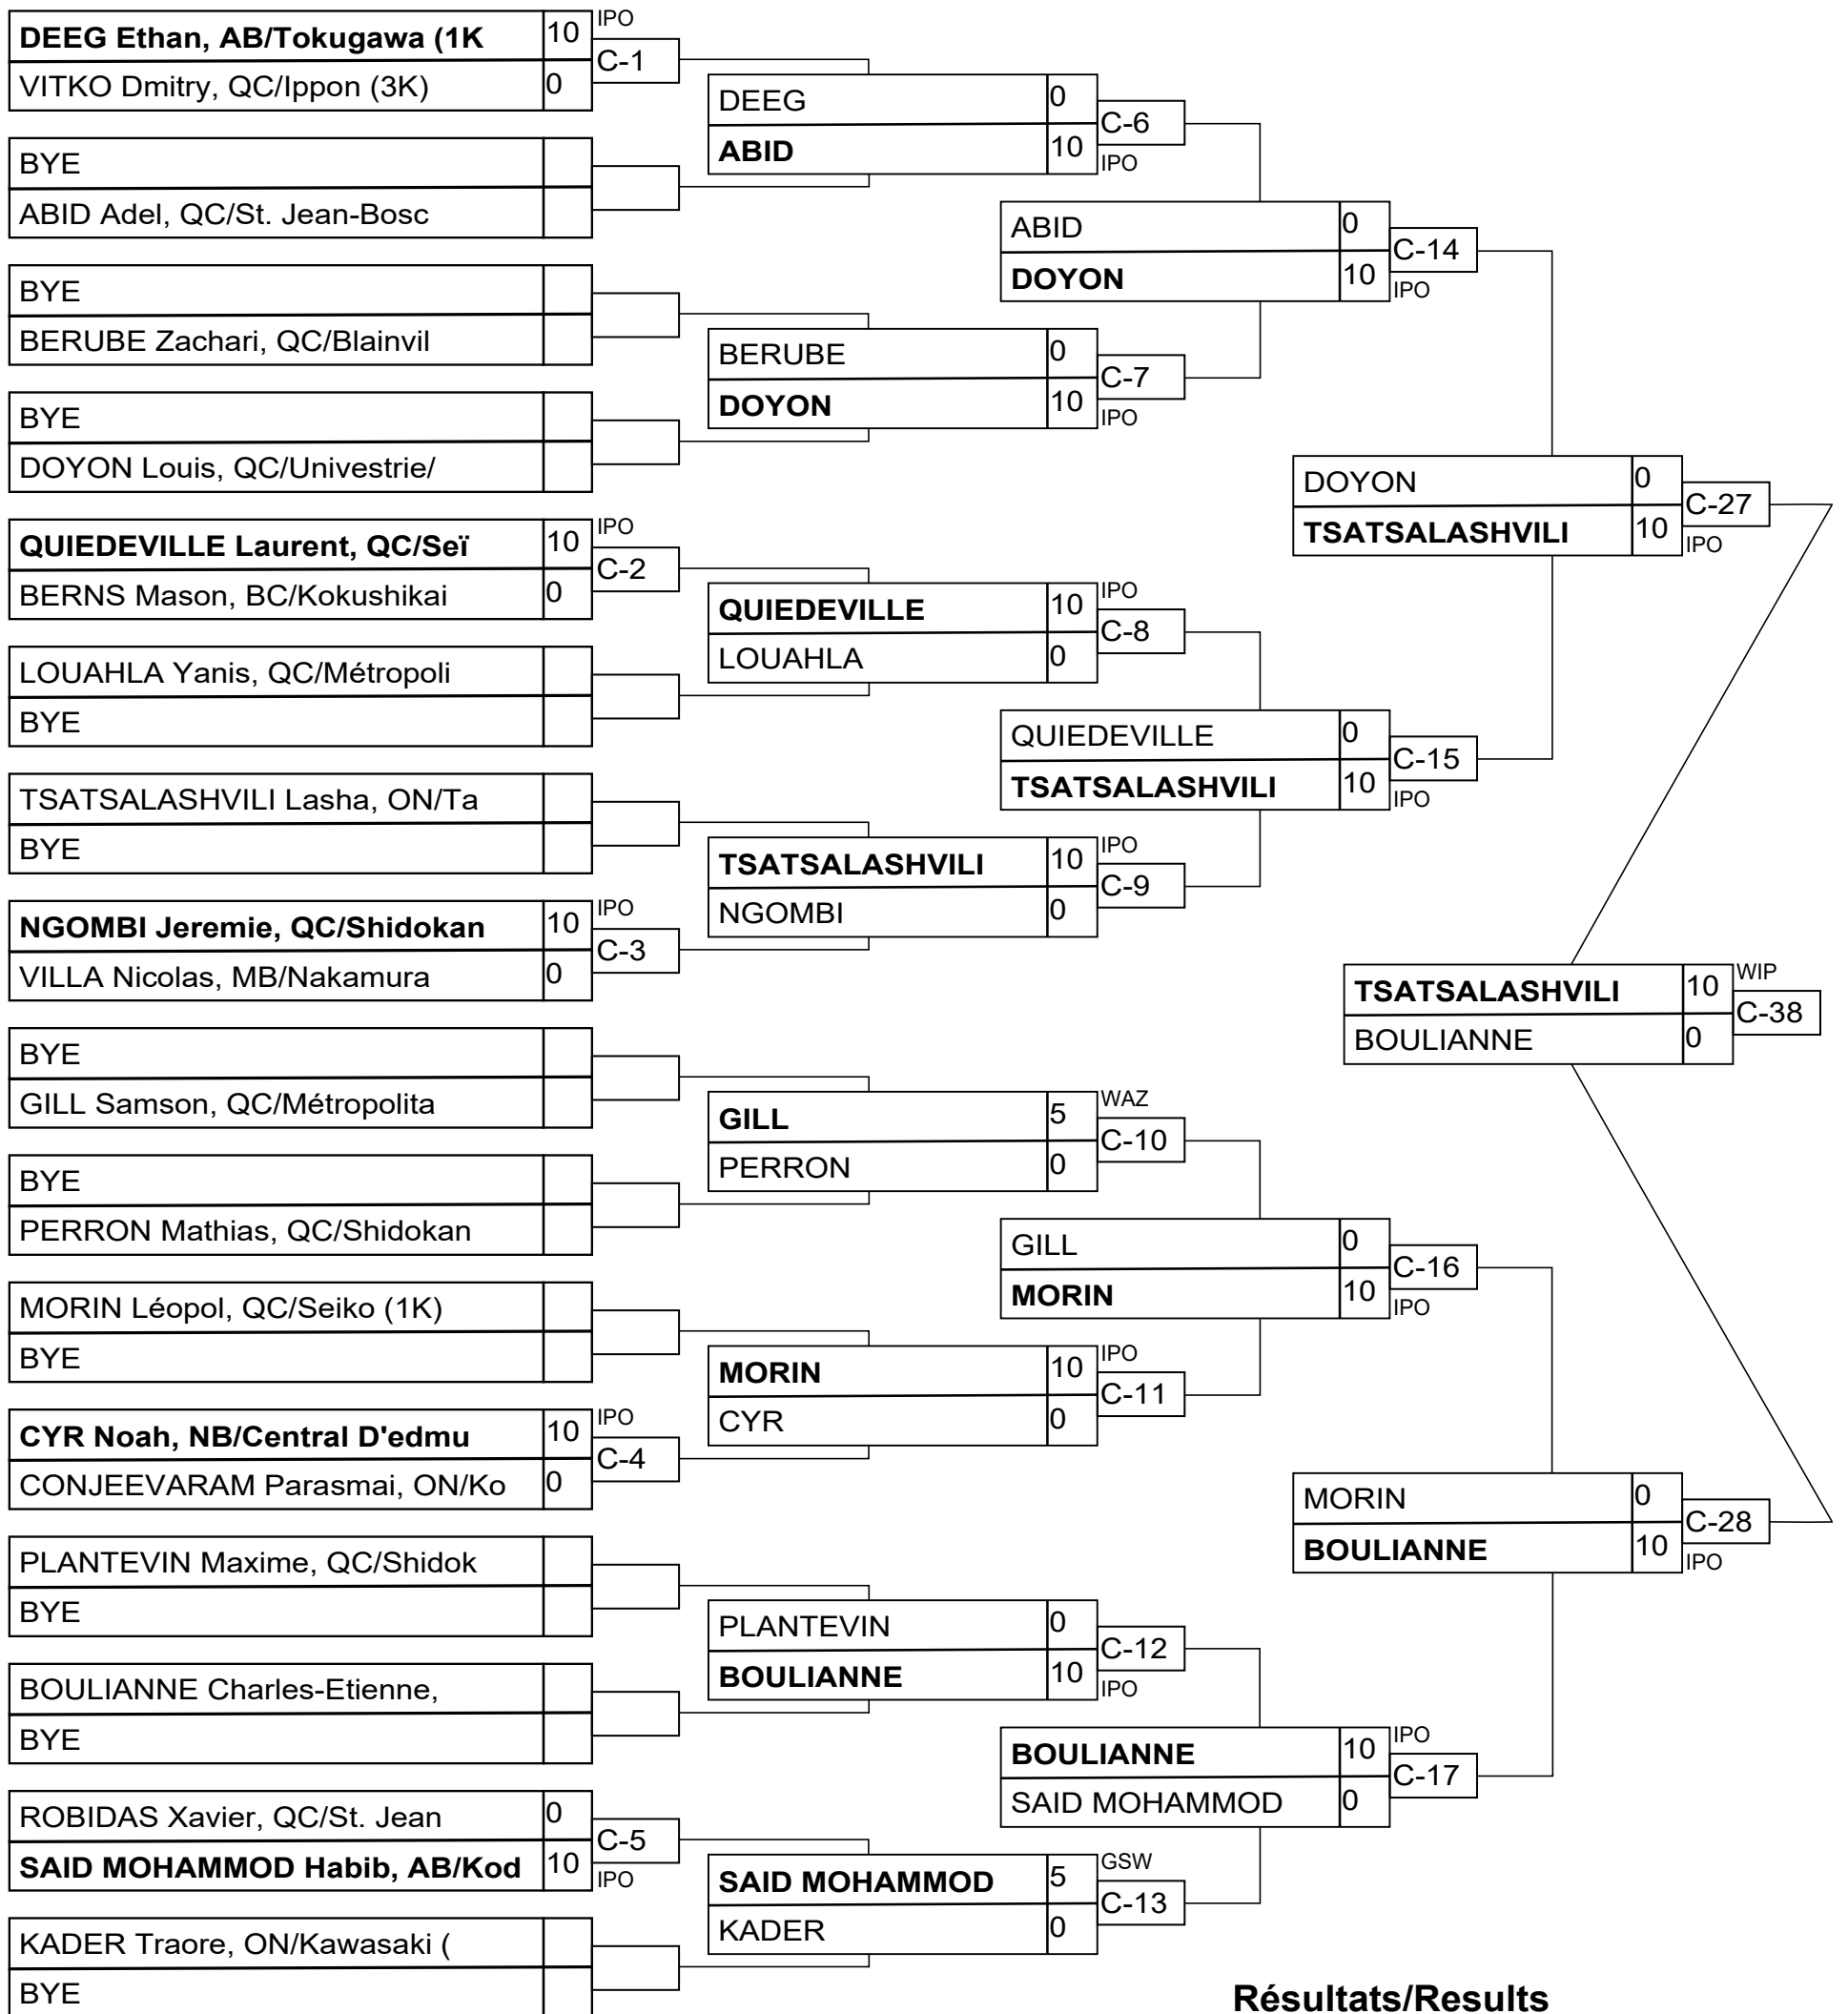 DEEG Ethan, AB/Tokugawa (1K 10 IPO
C-1
VITKO Dmitry, QC/Ippon (3K) 0
BYE
ABID Adel, QC/St. Jean-Bosc
BYE
BERUBE Zachari, QC/Blainvil
BYE
DOYON Louis, QC/Univestrie/
QUIEDEVILLE Laurent, QC/Seï 10 IPO
C-2
BERNS Mason, BC/Kokushikai 0
LOUAHLA Yanis, QC/Métropoli
BYE
TSATSALASHVILI Lasha, ON/Ta
BYE
NGOMBI Jeremie, QC/Shidokan 10 IPO
C-3
VILLA Nicolas, MB/Nakamura 0
BYE
GILL Samson, QC/Métropolita
BYE
PERRON Mathias, QC/Shidokan
MORIN Léopol, QC/Seiko (1K)
BYE
CYR Noah, NB/Central D'edmu 10 IPO
C-4
CONJEEVARAM Parasmai, ON/Ko 0
PLANTEVIN Maxime, QC/Shidok
BYE
BOULIANNE Charles-Etienne,
BYE
ROBIDAS Xavier, QC/St. Jean 0
C-5
SAID MOHAMMOD Habib, AB/Kod 10 IPO
KADER Traore, ON/Kawasaki (
BYE
DEEG 0
C-6
ABID 10 IPO
BERUBE 0
C-7
DOYON 10 IPO
QUIEDEVILLE 10 IPO
C-8
LOUAHLA 0
TSATSALASHVILI 10 IPO
C-9
NGOMBI 0
GILL 5 WAZ
C-10
PERRON 0
MORIN 10 IPO
C-11
CYR 0
PLANTEVIN 0
C-12
BOULIANNE 10 IPO
SAID MOHAMMOD 5 GSW
C-13
KADER 0
ABID 0
C-14
DOYON 10 IPO
QUIEDEVILLE 0
C-15
TSATSALASHVILI 10 IPO
GILL 0
C-16
MORIN 10 IPO
BOULIANNE 10 IPO
C-17
SAID MOHAMMOD 0
DOYON 0
C-27
TSATSALASHVILI 10 IPO
MORIN 0
C-28
BOULIANNE 10 IPO
TSATSALASHVILI 10 WIP
C-38
BOULIANNE 0
Résultats/Results